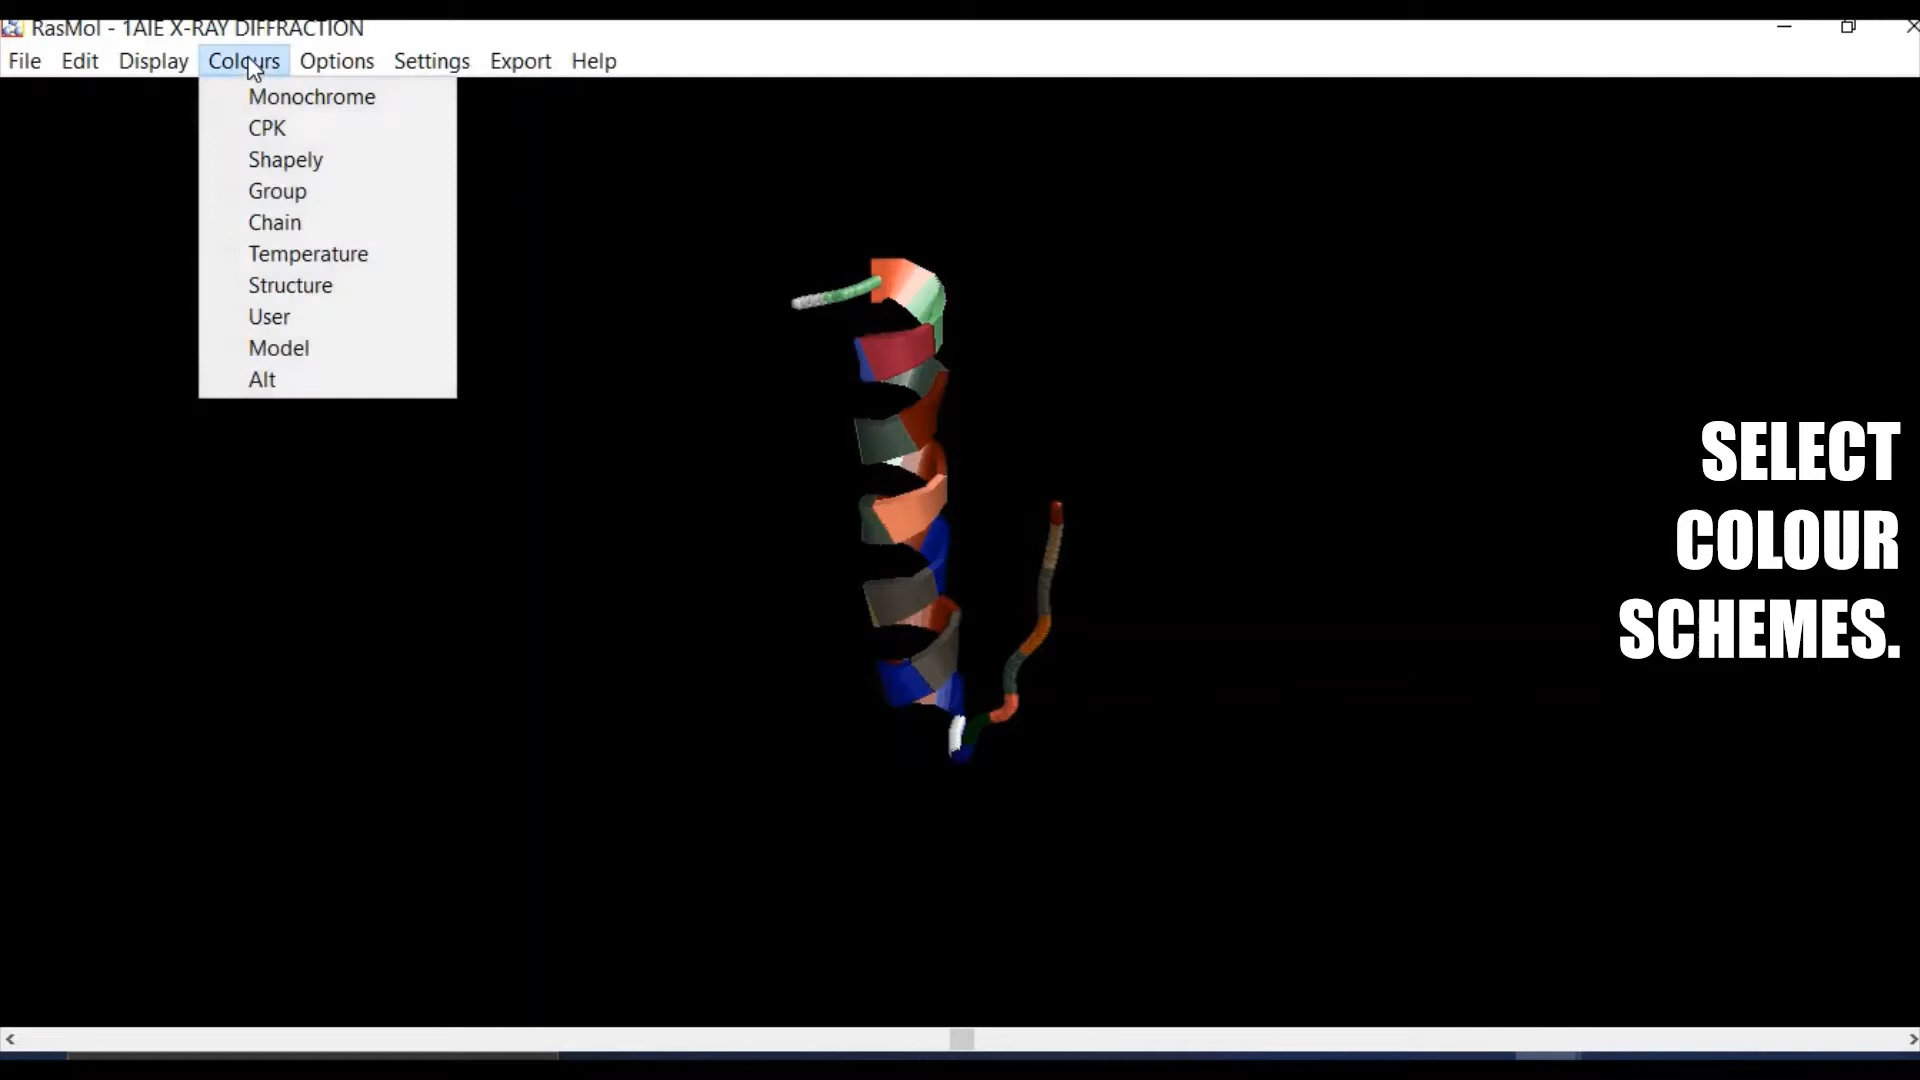 RasMol - 1AIE X-RAY DIFFRACTION
File Edit Display Colours Options Settings Export Help
Monochrome
CPK
Shapely
Group
Chain
Temperature
Structure
User
Model
Alt
SELECT
COLOUR
SCHEMES.